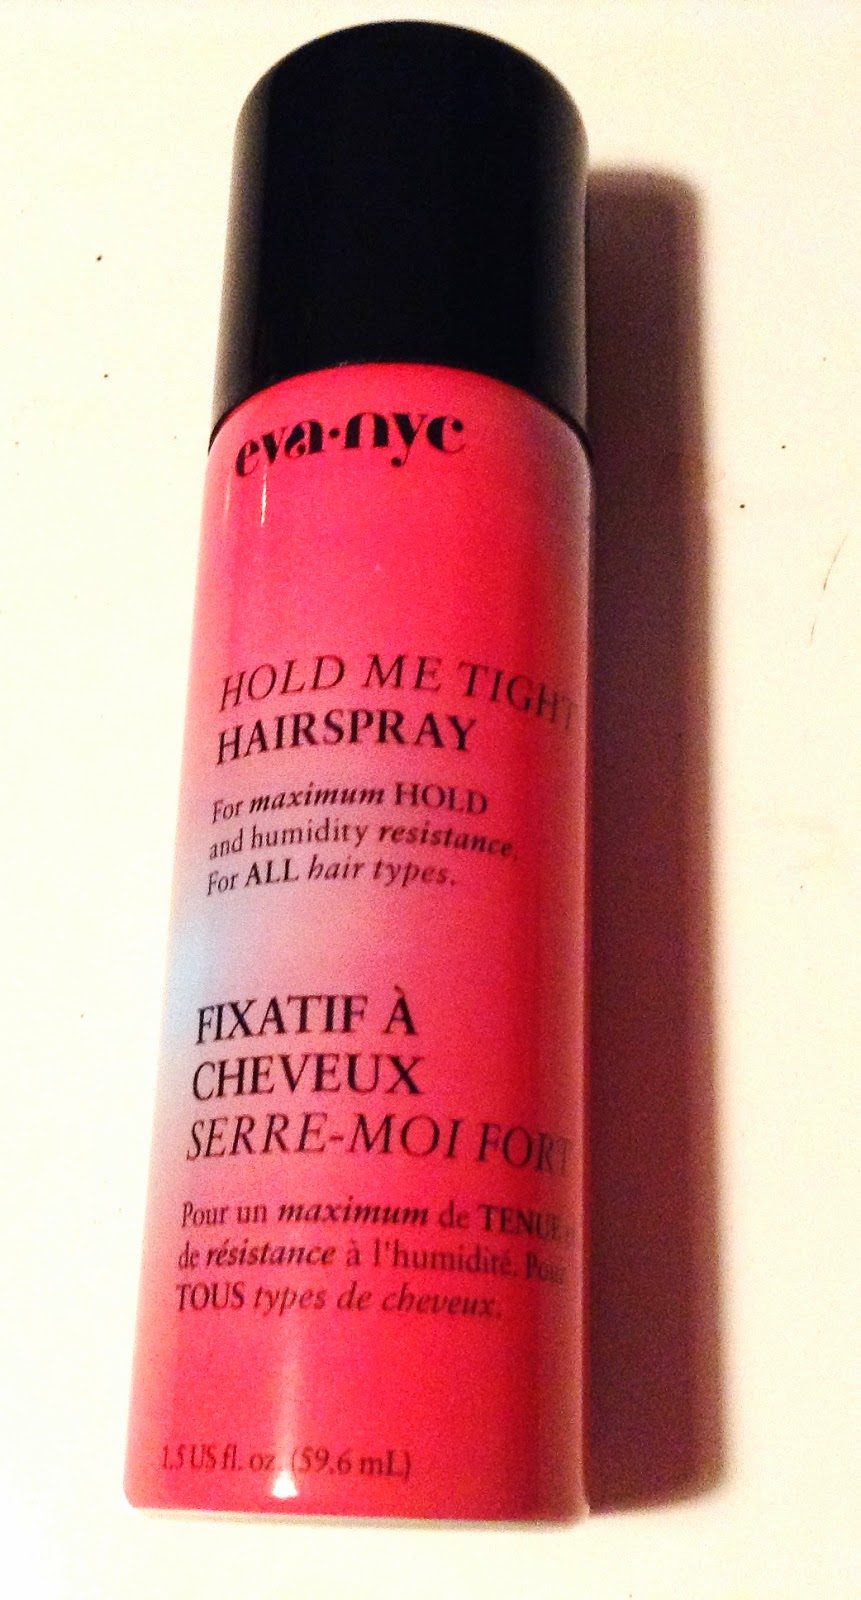 eva·nyc
HOLD ME TIGHT
HAIRSPRAY
For maximum HOLD
and humidity resistance.
For ALL hair types.
FIXATIF À
CHEVEUX
SERRE-MOI FORT
Pour un maximum de TENUE
de résistance à l'humidité. Pour
TOUS types de cheveux.
1.5 US fl. oz. (59.6 mL)